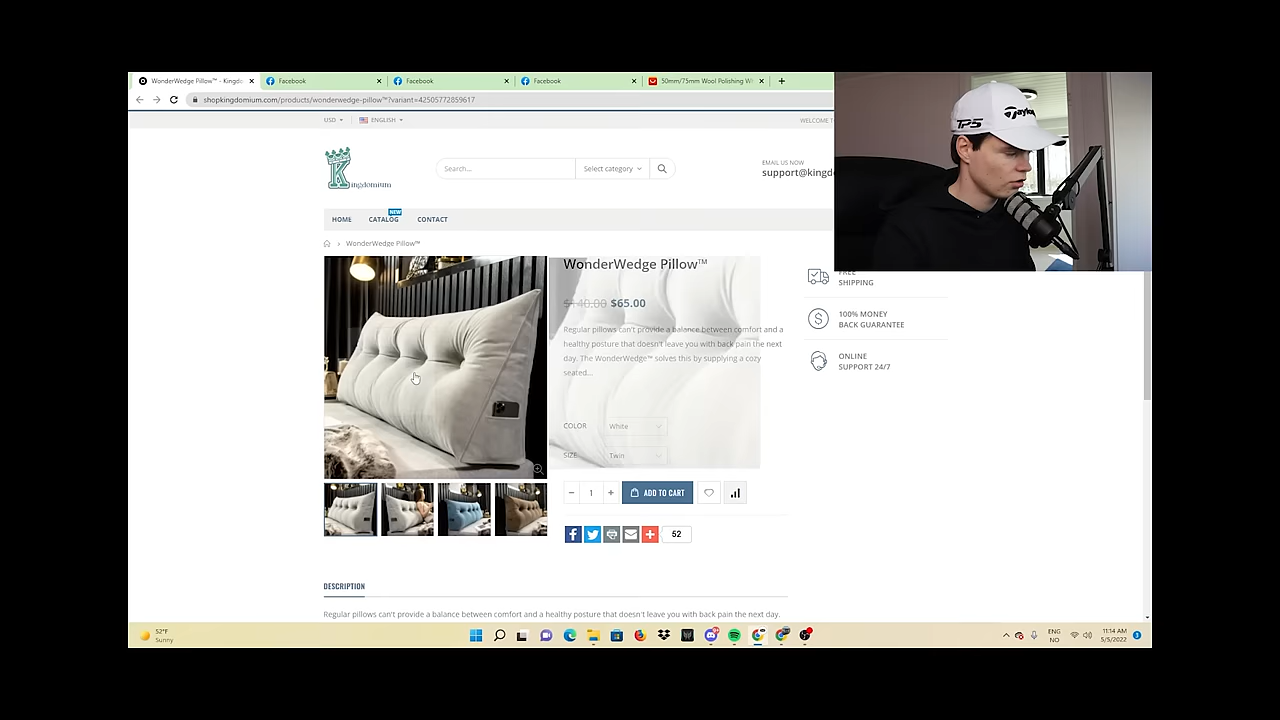 WonderWedge Pillow™ - Kingdo
Facebook
Facebook
Facebook
50mm/75mm Wool Polishing W
shopkingdomium.com/products/wonderwedge-pillow™?variant=42505772859617
USD
ENGLISH
WELCOME
Kingdomium
Search...
Select category
EMAIL US NOW
support@kingd
HOME
CATALOG
NEW
CONTACT
WonderWedge Pillow™
WonderWedge Pillow™
$140.00 $65.00
Regular pillows can't provide a balance between comfort and a
healthy posture that doesn't leave you with back pain the next
day. The WonderWedge™ solves this by supplying a cozy
seated...
COLOR
White
SIZE
Twin
1
ADD TO CART
52
FREE
SHIPPING
100% MONEY
BACK GUARANTEE
ONLINE
SUPPORT 24/7
DESCRIPTION
Regular pillows can't provide a balance between comfort and a healthy posture that doesn't leave you with back pain the next day.
TP5
52°F
Sunny
ENG
NO
11:14 AM
5/5/2022